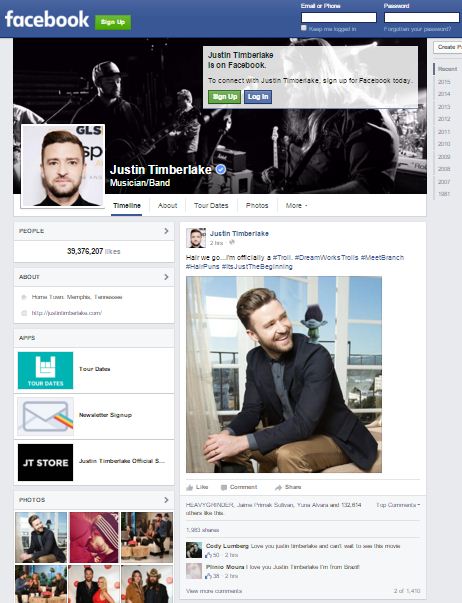 facebook
Sign Up
Email or Phone
Password
Keep me logged in
Forgotten your password?
Create Pa
Justin Timberlake
is on Facebook.
To connect with Justin Timberlake, sign up for Facebook today.
Sign Up
Log In
Recent
2015
2014
2013
2012
2011
2010
2009
2008
2007
1981
GLS
sp
Justin Timberlake
Musician/Band
Timeline
About
Tour Dates
Photos
More
PEOPLE
39,376,207 likes
ABOUT
Home Town. Memphis, Tennessee
http://justintimberlake.com/
APPS
TOUR DATES
Tour Dates
Newsletter Signup
JT STORE
Justin Timberlake Official S...
PHOTOS
Justin Timberlake
2 hrs ·
Hair we go...I'm officially a #Troll. #DreamWorksTrolls #MeetBranch
#HairPuns #ItsJustTheBeginning
Like
Comment
Share
HEAVYGRINDER, Jaime Primak Sullivan, Yuna Alvara and 132,614
others like this.
Top Comments
1,983 shares
Cody Lumberg Love you justin timberlake and can't wait to see this movie
50 · 2 hrs
Plinio Moura I love you Justin Timberlake I'm from Brazil!
38 · 2 hrs
View more comments
2 of 1,410